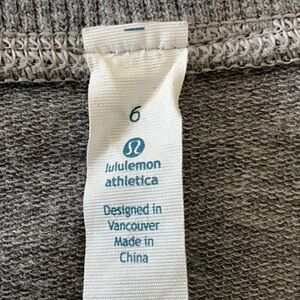 6
lululemon
athletica
Designed in
Vancouver
Made in
China